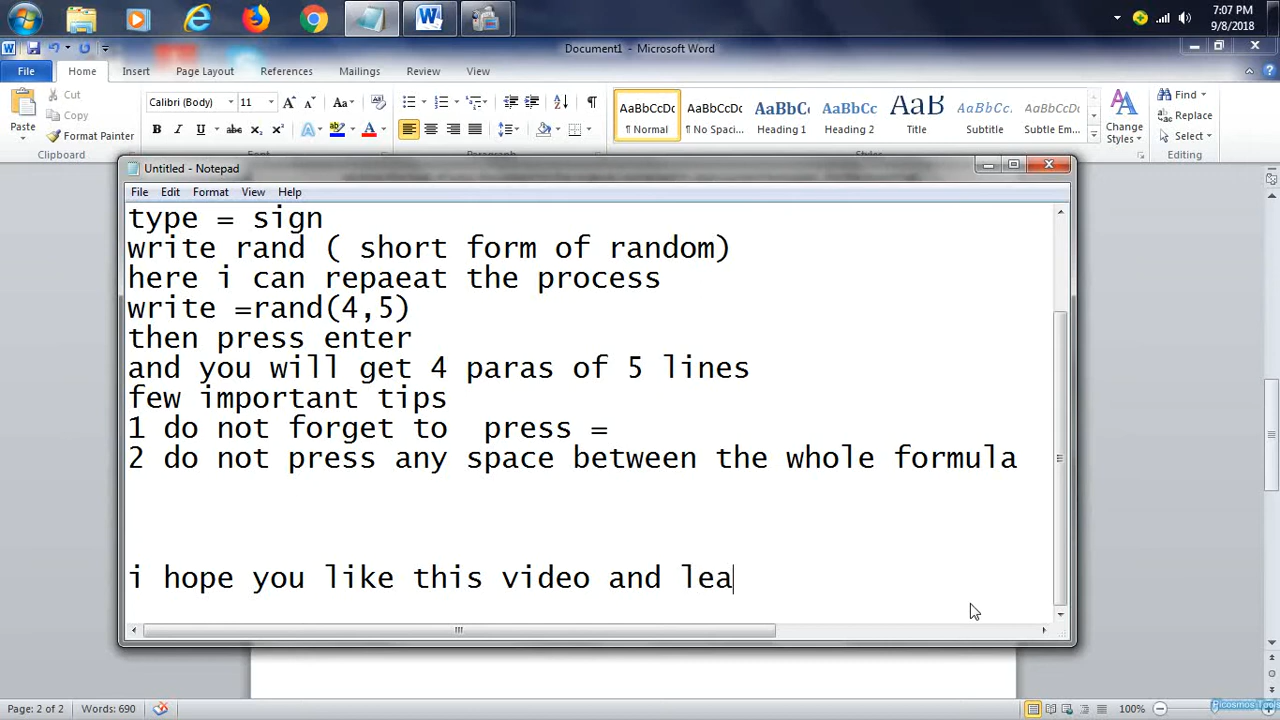 7:07 PM
9/8/2018
Document1 - Microsoft Word
File Home Insert Page Layout References Mailings Review View
Cut
Copy
Format Painter
Paste
Clipboard
Calibri (Body) 11
AaBbCcDc AaBbCcDc AaBbC AaBbCc AaB AaBbCc. AaBbCcDc
¶ Normal ¶ No Spaci... Heading 1 Heading 2 Title Subtitle Subtle Em...
Change
Styles
Find
Replace
Select
Editing
Untitled - Notepad
File Edit Format View Help
type = sign
write rand ( short form of random)
here i can repaeat the process
write =rand(4,5)
then press enter
and you will get 4 paras of 5 lines
few important tips
1 do not forget to  press =
2 do not press any space between the whole formula
i hope you like this video and lea
Page: 2 of 2 Words: 690
100%
Picosmos Tools